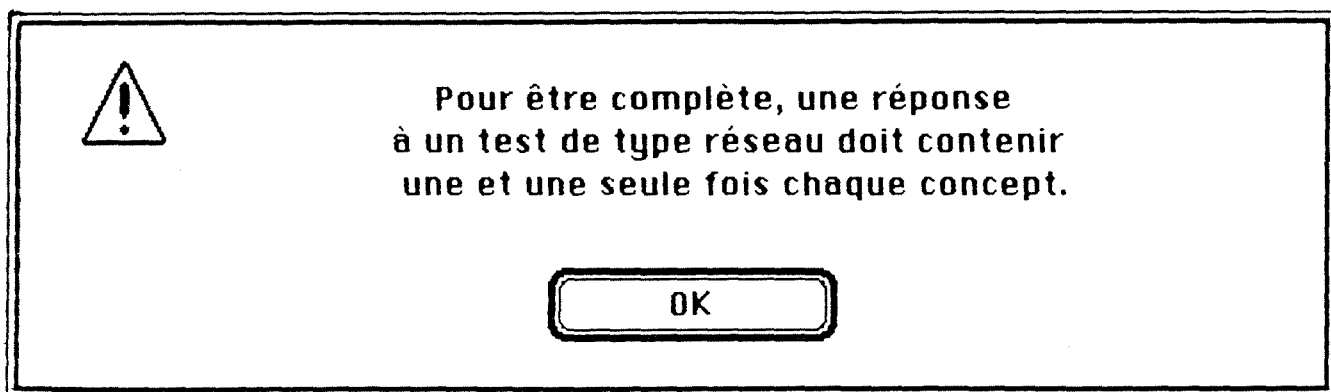 Pour être complète, une réponse
à un test de type réseau doit contenir
une et une seule fois chaque concept.
OK